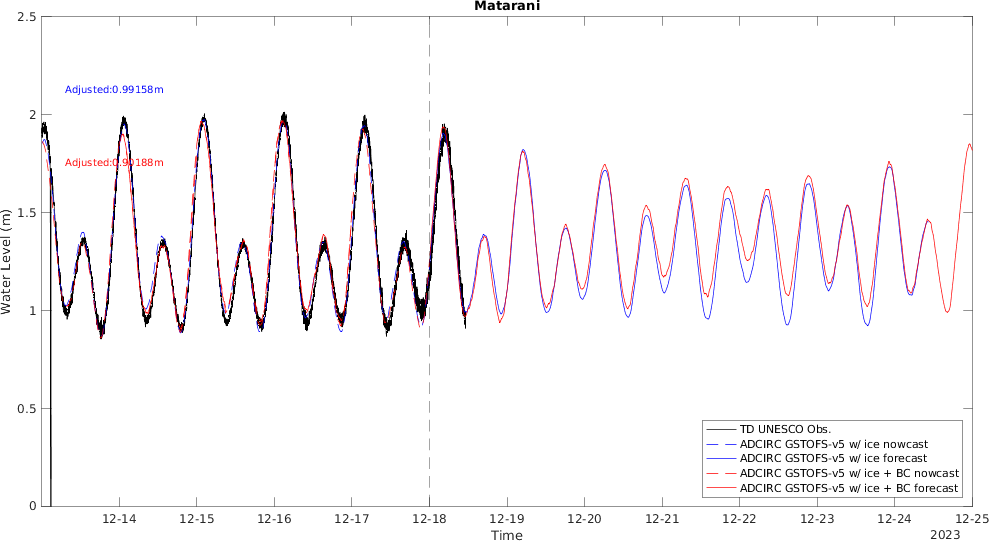 Matarani
2.5
2
1.5
1
0.5
0
Water Level (m)
Adjusted:0.99158m
Adjusted:0.90188m
TD UNESCO Obs.
ADCIRC GSTOFS-v5 w/ ice nowcast
ADCIRC GSTOFS-v5 w/ ice forecast
ADCIRC GSTOFS-v5 w/ ice + BC nowcast
ADCIRC GSTOFS-v5 w/ ice + BC forecast
12-14 12-15 12-16 12-17 12-18 12-19 12-20 12-21 12-22 12-23 12-24 12-25
Time
2023